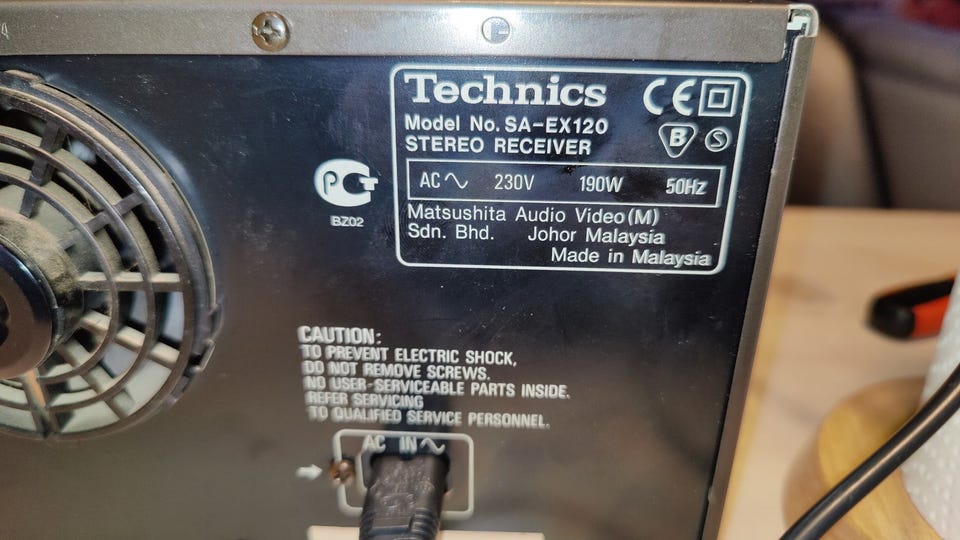 Technics
Model No. SA-EX120
STEREO RECEIVER
AC 230V 190W 50Hz
Matsushita Audio Video (M)
Sdn. Bhd. Johor Malaysia
Made in Malaysia
CE
B
S
PCT
BZ02
CAUTION:
TO PREVENT ELECTRIC SHOCK,
DO NOT REMOVE SCREWS.
NO USER-SERVICEABLE PARTS INSIDE.
REFER SERVICING
TO QUALIFIED SERVICE PERSONNEL.
AC IN